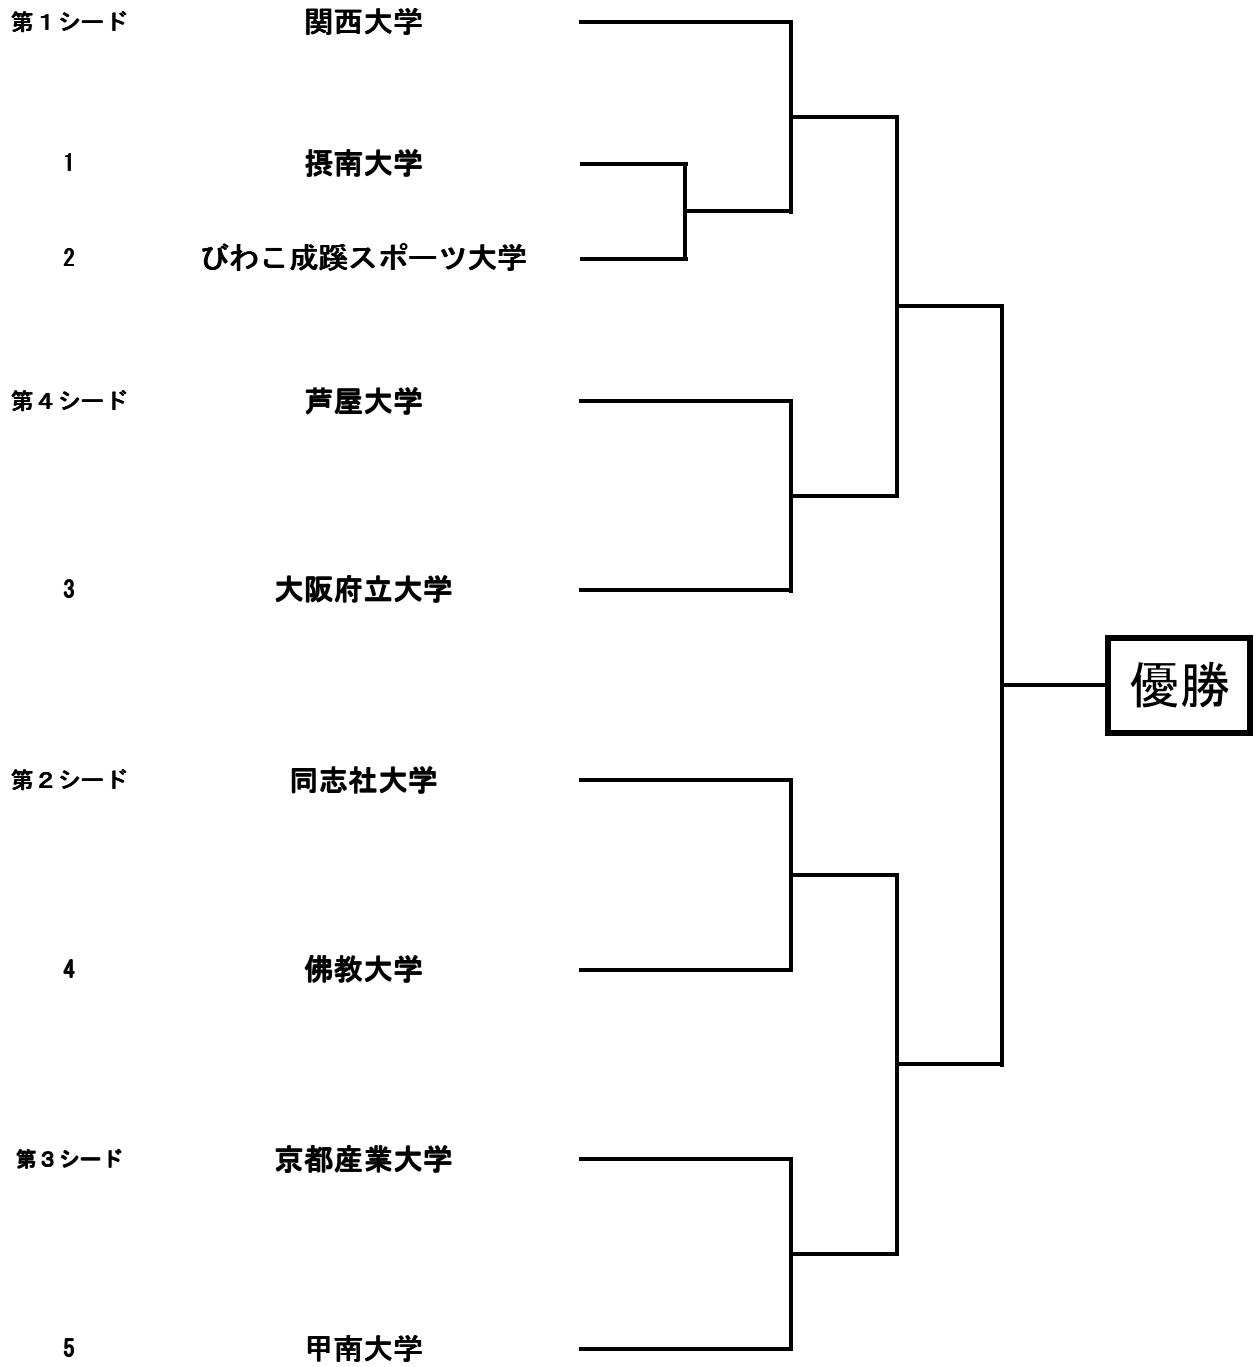 第１シード 関西大学
1 摂南大学
2 びわこ成蹊スポーツ大学
第４シード 芦屋大学
3 大阪府立大学
優勝
第２シード 同志社大学
4 佛教大学
第３シード 京都産業大学
5 甲南大学